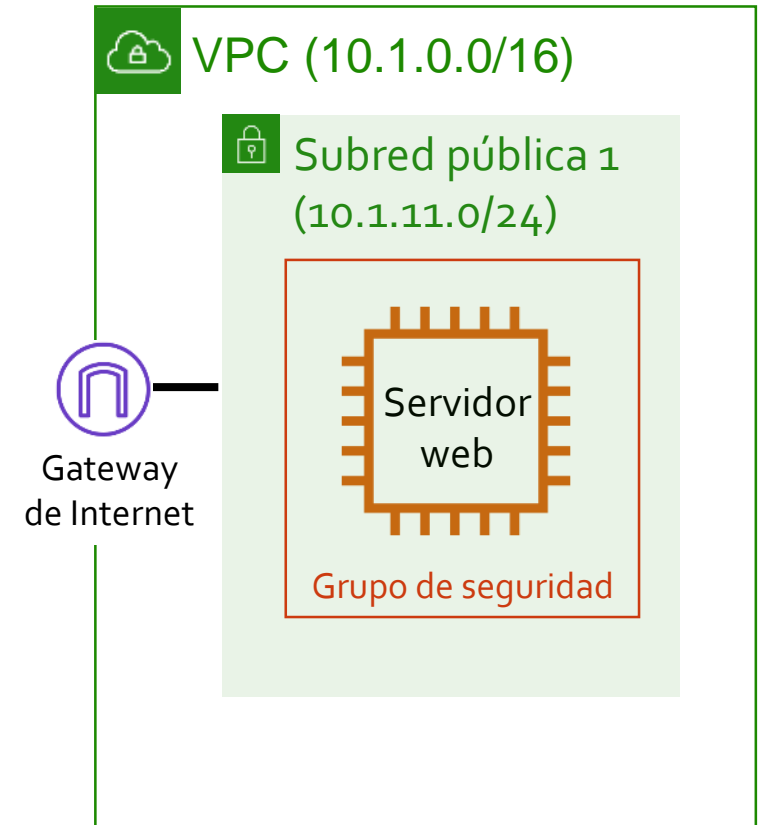 VPC (10.1.0.0/16)
Subred pública 1
(10.1.11.0/24)
Servidor
web
Gateway
de Internet
Grupo de seguridad